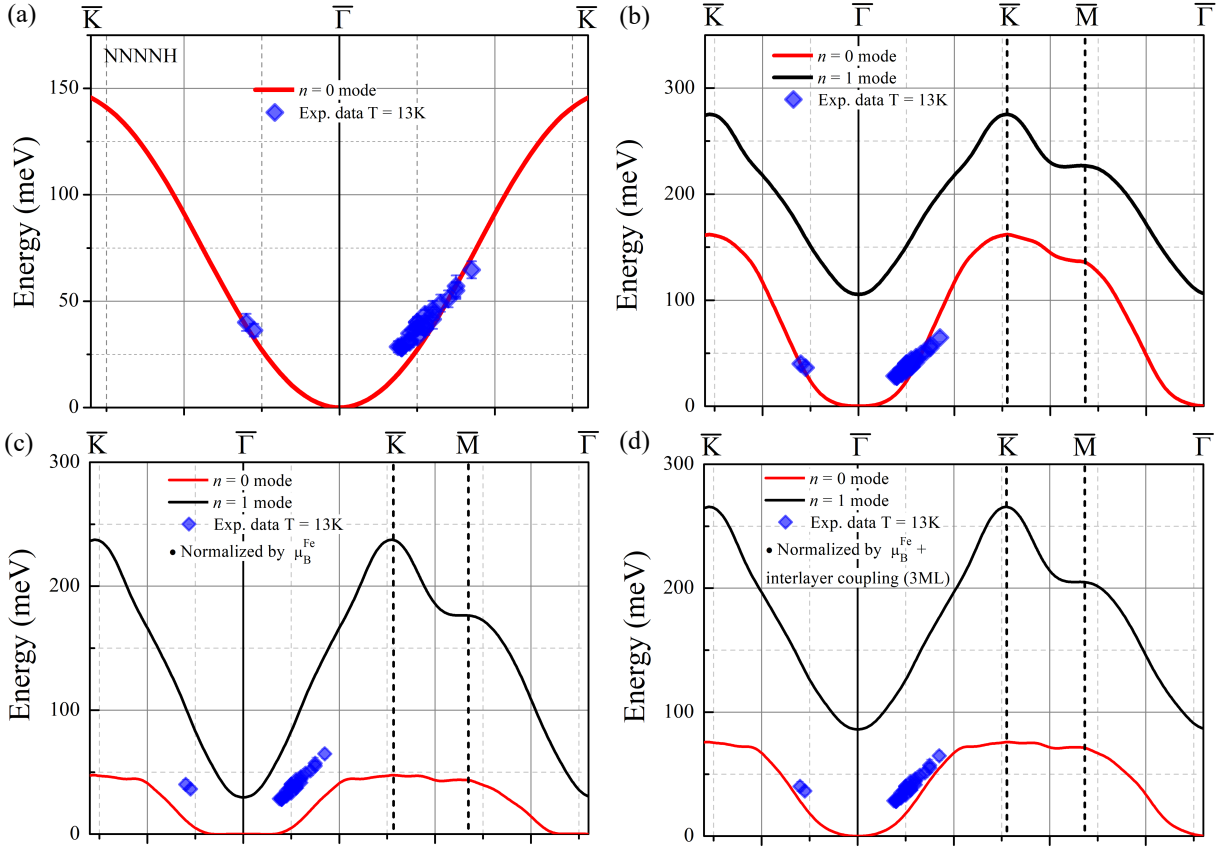 (a)
K̅ Γ̅ K̅
NNNNH
n = 0 mode
Exp. data T = 13K
Energy (meV)
150
100
50
0
(b)
K̅ Γ̅ K̅ M̅ Γ̅
n = 0 mode
n = 1 mode
Exp. data T = 13K
Energy (meV)
300
200
100
0
(c)
K̅ Γ̅ K̅ M̅ Γ̅
n = 0 mode
n = 1 mode
Exp. data T = 13K
• Normalized by μ_B^Fe
Energy (meV)
300
200
100
0
(d)
K̅ Γ̅ K̅ M̅ Γ̅
n = 0 mode
n = 1 mode
Exp. data T = 13K
• Normalized by μ_B^Fe +
interlayer coupling (3ML)
Energy (meV)
300
200
100
0